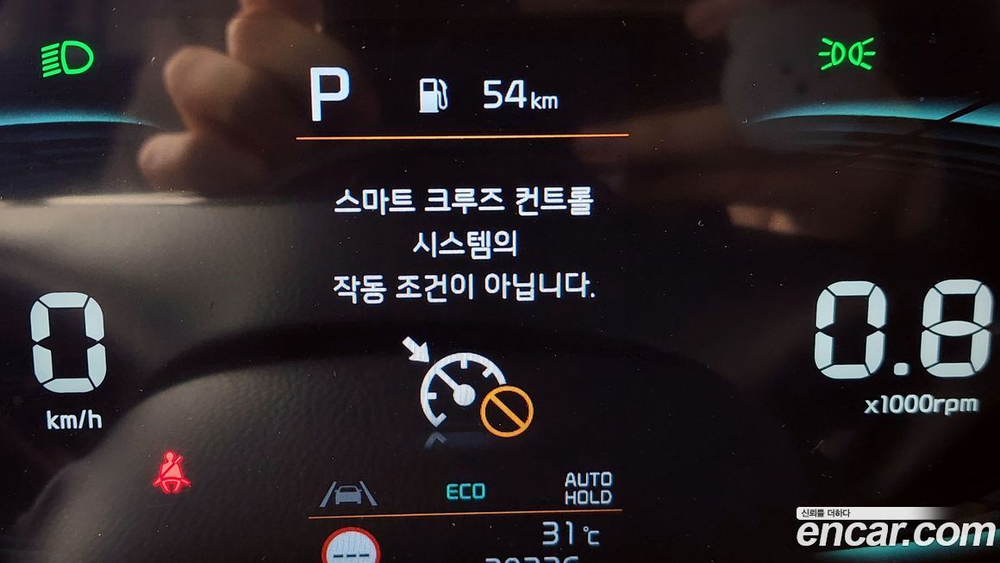 P 54 km
스마트 크루즈 컨트롤
시스템의
작동 조건이 아닙니다.
0 0.8
km/h x1000rpm
ECO AUTO
HOLD
31℃
---
신뢰를 더하다
encar.com